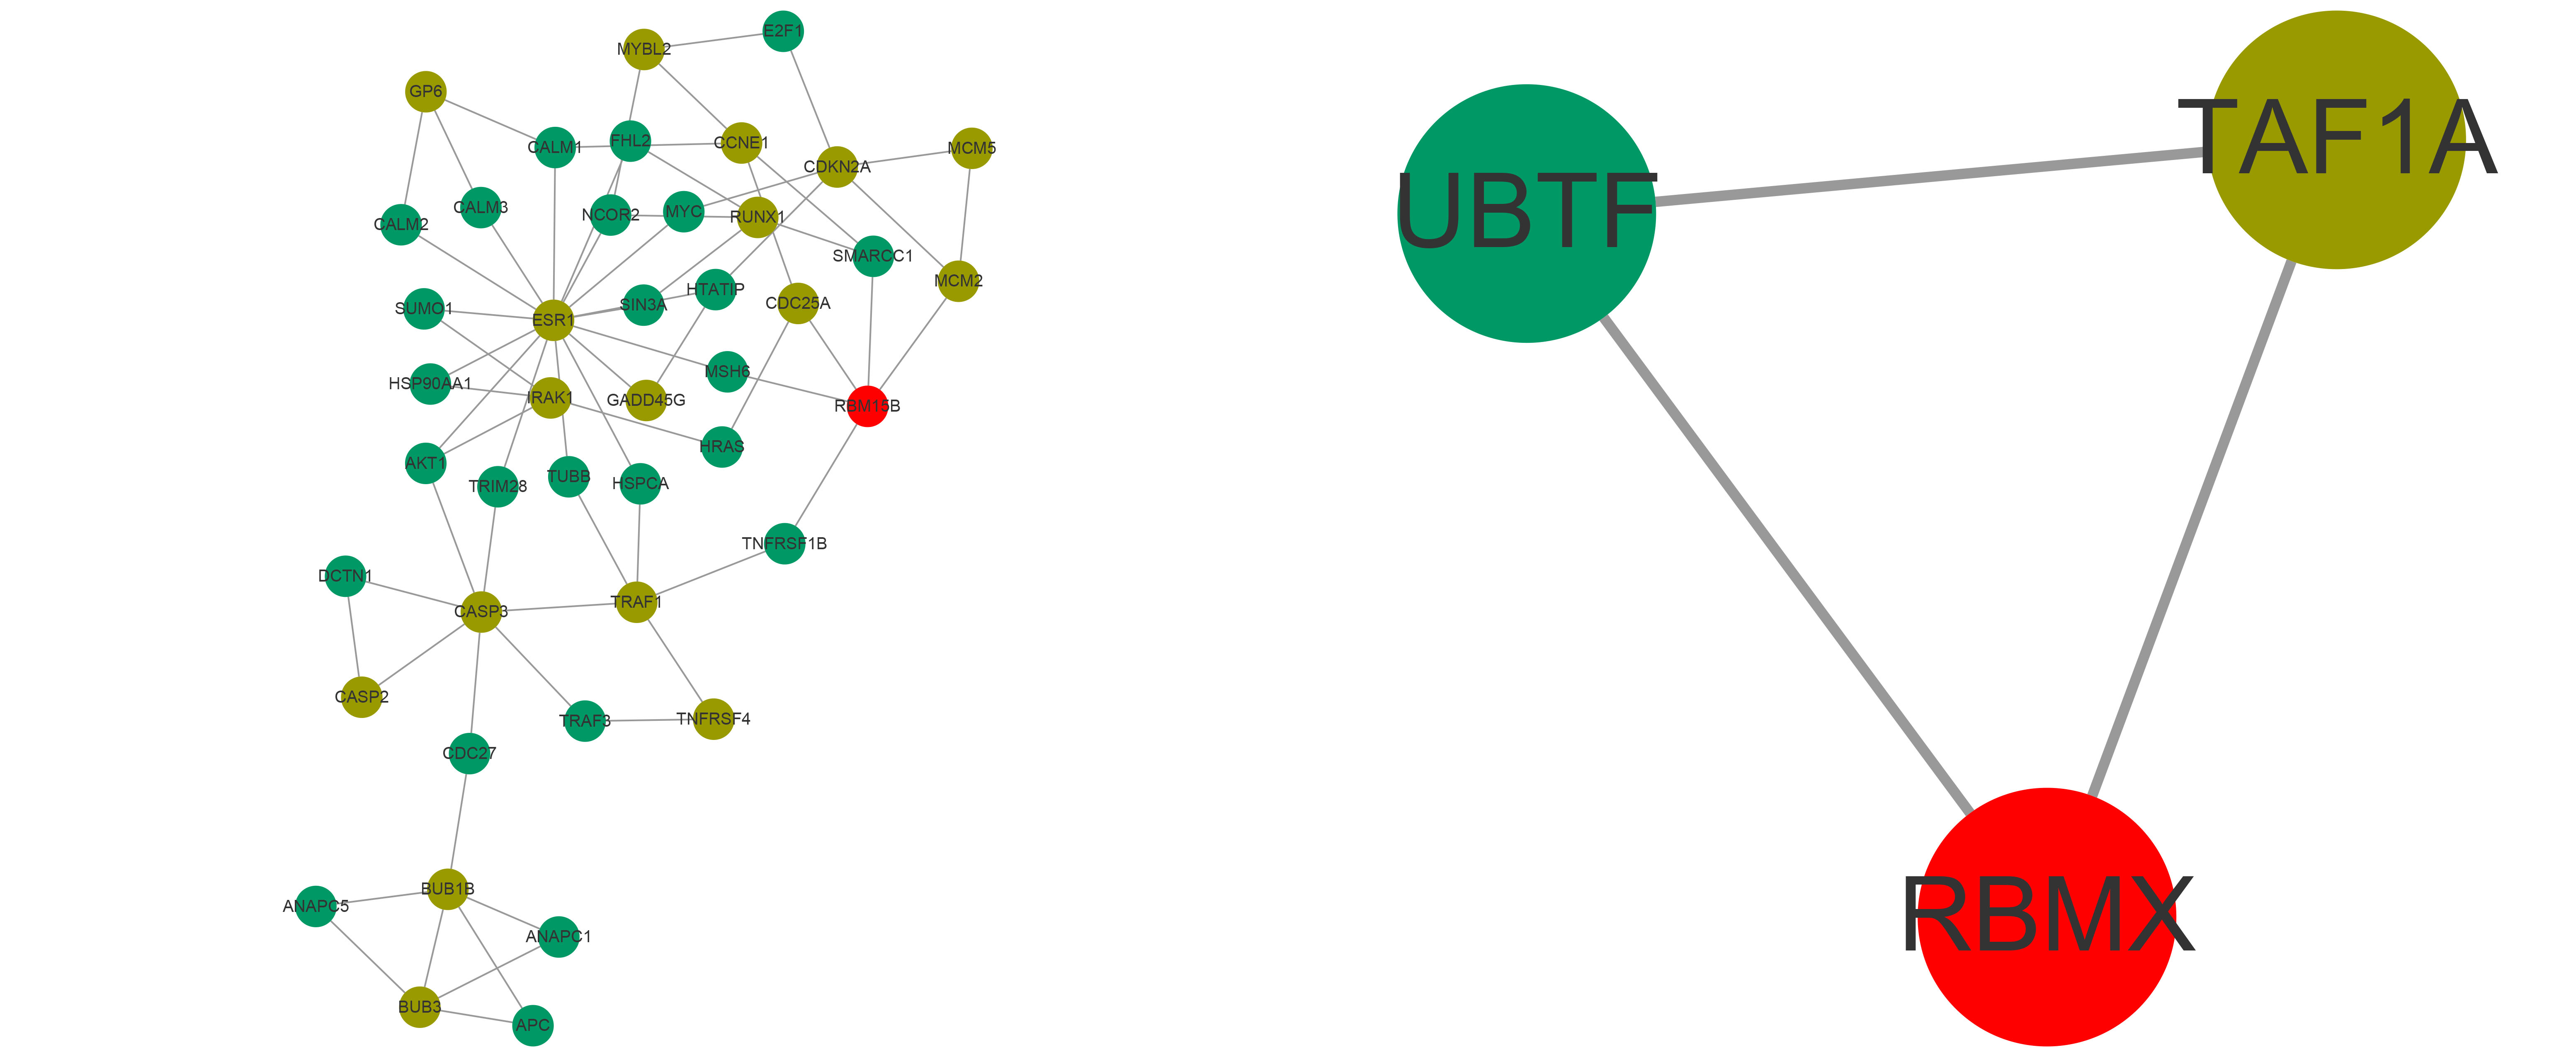 E2F1
MYBL2
GP6
CALM1
FHL2
CCNE1
CDKN2A
MCM5
CALM2
CALM3
NCOR2
MYC
RUNX1
SMARCC1
MCM2
SUMO1
ESR1
SIN3A
HTATIP
CDC25A
HSP90AA1
IRAK1
GADD45G
MSH6
RBM15B
HRAS
AKT1
TRIM28
TUBB
HSPCA
TNFRSF1B
DCTN1
CASP3
TRAF1
CASP2
TRAF3
TNFRSF4
CDC27
BUB1B
ANAPC5
ANAPC1
BUB3
APC
TAF1A
UBTF
RBMX